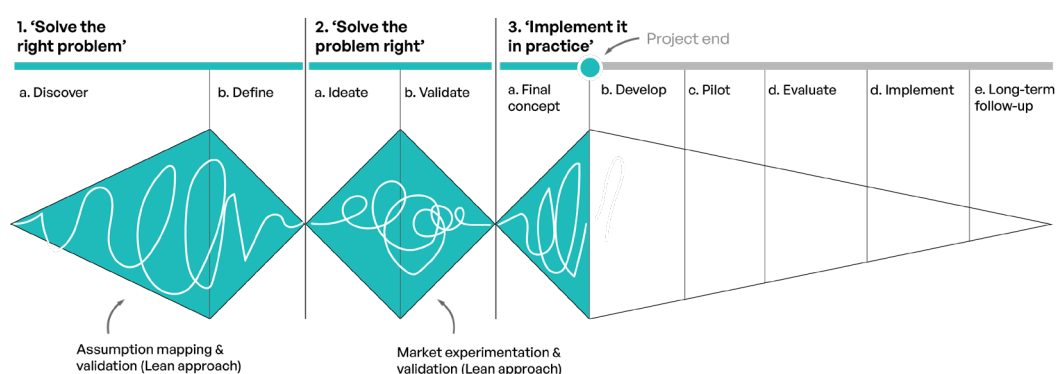 1. ‘Solve the
right problem’
2. ‘Solve the
problem right’
3. ‘Implement it
in practice’
Project end
a. Discover
b. Define
a. Ideate
b. Validate
a. Final
concept
b. Develop
c. Pilot
d. Evaluate
d. Implement
e. Long-term
follow-up
Assumption mapping &
validation (Lean approach)
Market experimentation &
validation (Lean approach)